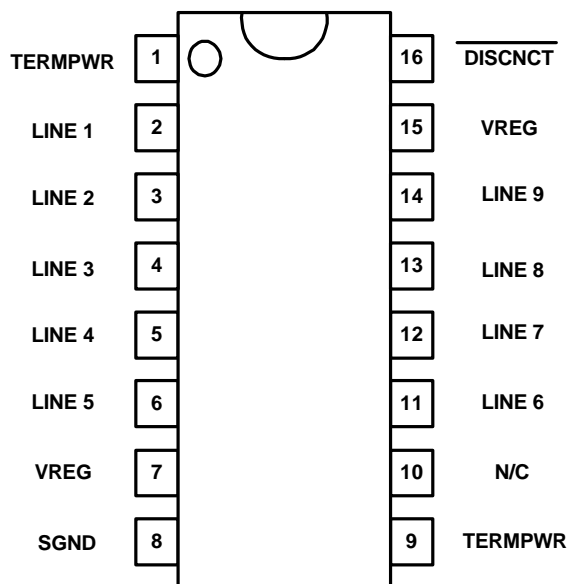 TERMPWR 1 16 DISCNCT
LINE 1 2 15 VREG
LINE 2 3 14 LINE 9
LINE 3 4 13 LINE 8
LINE 4 5 12 LINE 7
LINE 5 6 11 LINE 6
VREG 7 10 N/C
SGND 8 9 TERMPWR